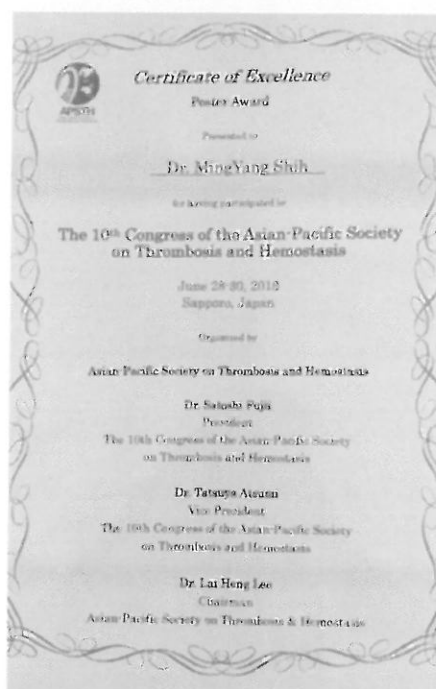 APSTH
Certificate of Excellence
Poster Award
Presented to
Dr. MingYang Shih
for having participated in
The 10th Congress of the Asian-Pacific Society
on Thrombosis and Hemostasis
June 28-30, 2018
Sapporo, Japan
Organized by
Asian-Pacific Society on Thrombosis and Hemostasis
Dr. Satoshi Fujii
President
The 10th Congress of the Asian-Pacific Society
on Thrombosis and Hemostasis
Dr. Tatsuya Atsumi
Vice President
The 10th Congress of the Asian-Pacific Society
on Thrombosis and Hemostasis
Dr. Lai Heng Lee
Chairman
Asian-Pacific Society on Thrombosis & Hemostasis